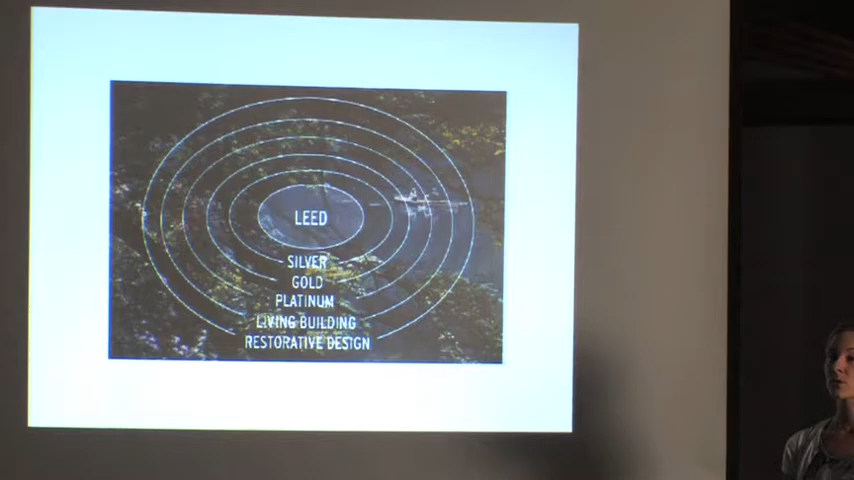 LEED
SILVER
GOLD
PLATINUM
LIVING BUILDING
RESTORATIVE DESIGN